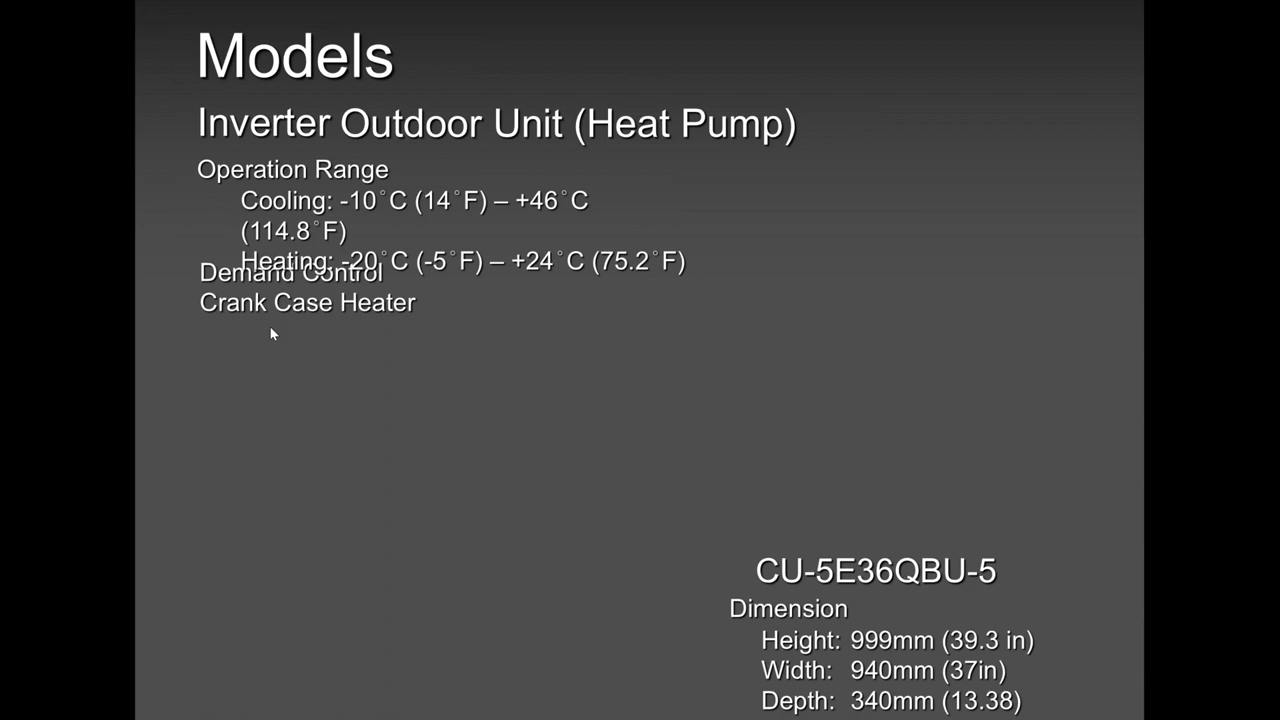 Models
Inverter Outdoor Unit (Heat Pump)
Operation Range
Cooling: -10°C (14°F) – +46°C
(114.8°F)
Heating: -20°C (-5°F) – +24°C (75.2°F)
Demand Control
Crank Case Heater
CU-5E36QBU-5
Dimension
Height: 999mm (39.3 in)
Width: 940mm (37in)
Depth: 340mm (13.38)